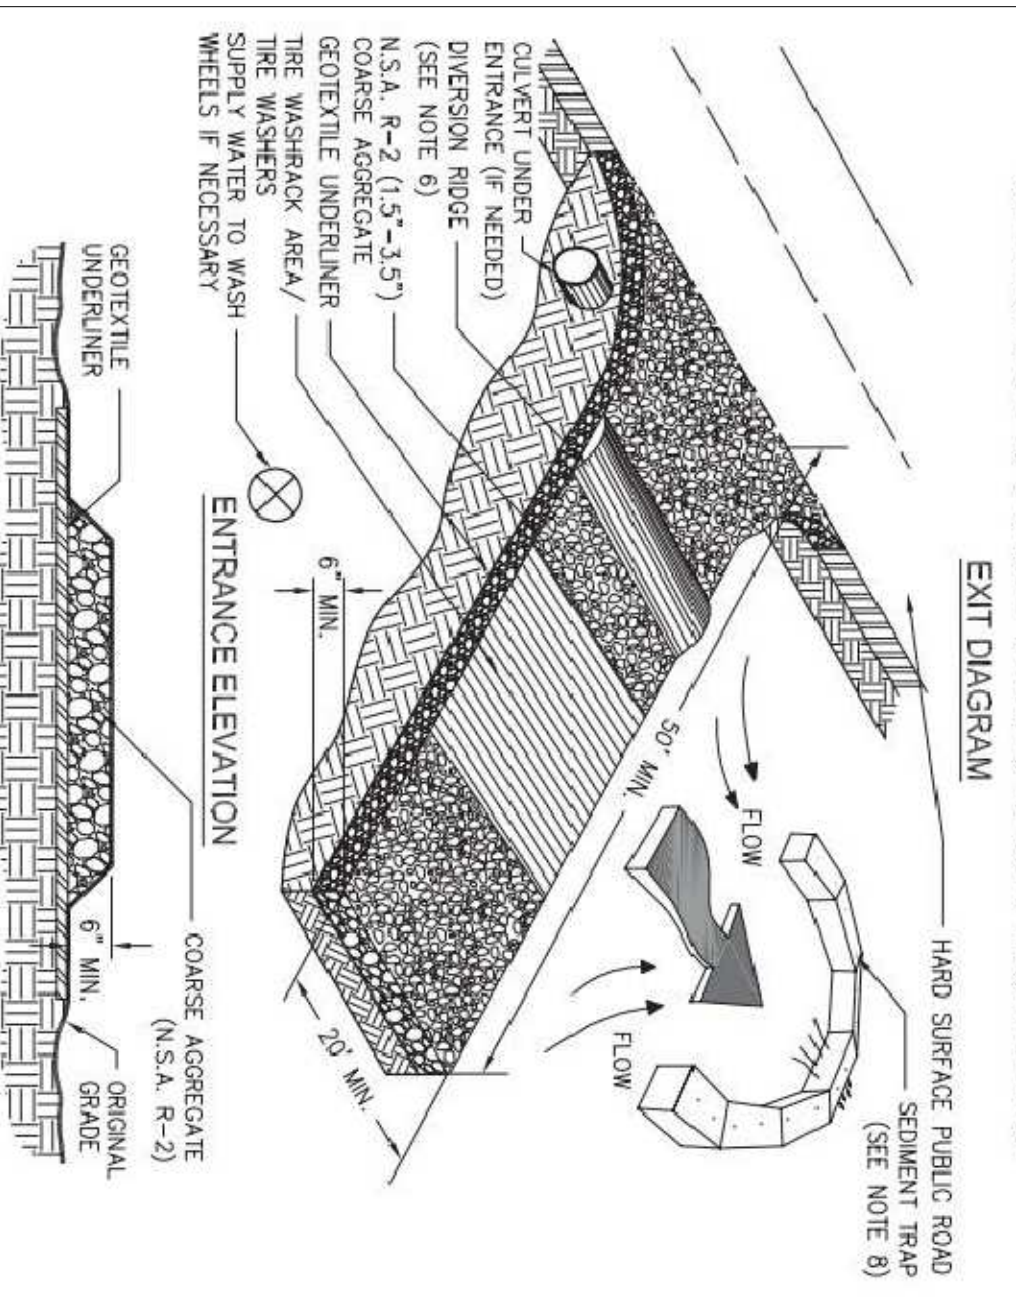 EXIT DIAGRAM
HARD SURFACE PUBLIC ROAD
SEDIMENT TRAP
(SEE NOTE 8)
FLOW
FLOW
50' MIN.
20' MIN.
CULVERT UNDER
ENTRANCE (IF NEEDED)
DIVERSION RIDGE
(SEE NOTE 6)
N.S.A. R-2 (1.5"-3.5")
COARSE AGGREGATE
GEOTEXTILE UNDERLINER
TIRE WASHRACK AREA/
TIRE WASHERS
SUPPLY WATER TO WASH
WHEELS IF NECESSARY
6" MIN.
ENTRANCE ELEVATION
GEOTEXTILE
UNDERLINER
COARSE AGGREGATE
(N.S.A. R-2)
6" MIN.
ORIGINAL
GRADE